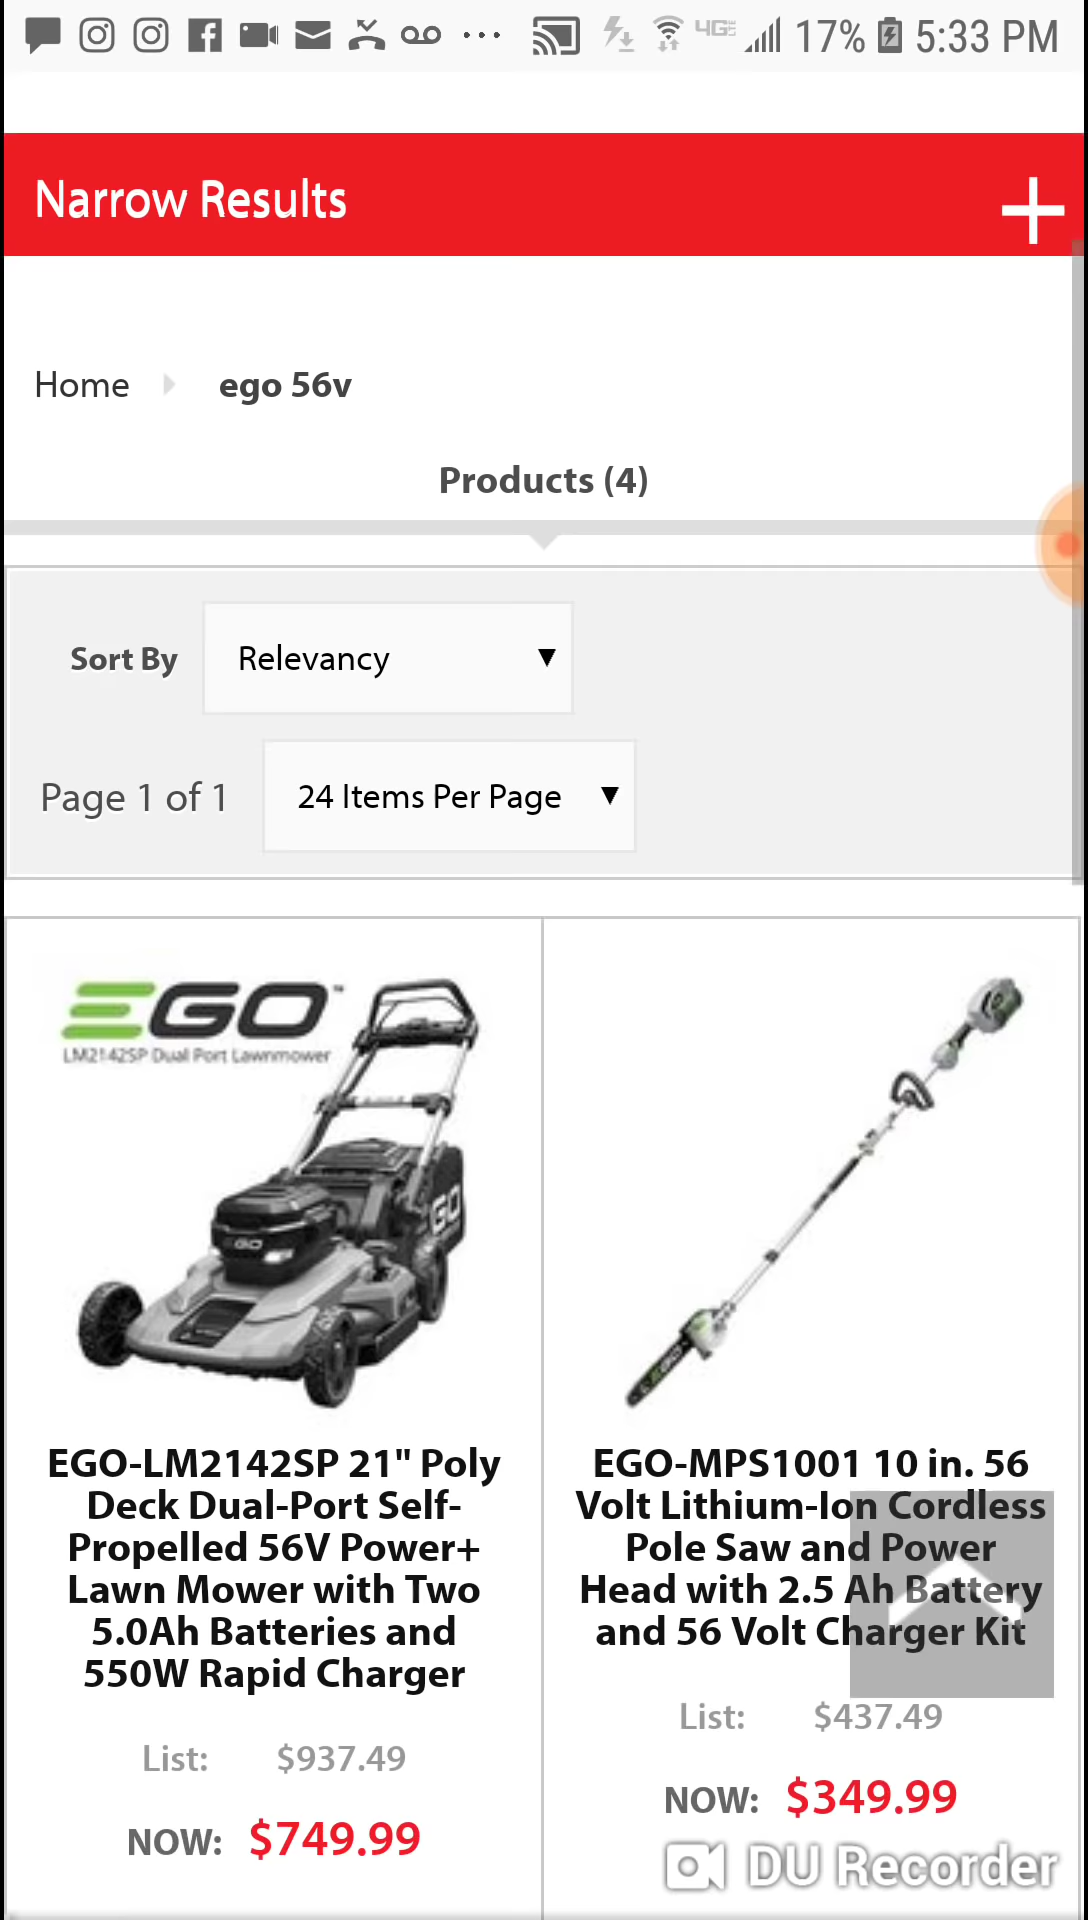 17% 5:33 PM
Narrow Results
Home ego 56v
Products (4)
Sort By Relevancy
Page 1 of 1 24 Items Per Page
EGO™
LM2142SP Dual Port Lawnmower
EGO
EGO
EGO-LM2142SP 21" Poly
Deck Dual-Port Self-
Propelled 56V Power+
Lawn Mower with Two
5.0Ah Batteries and
550W Rapid Charger
List: $937.49
NOW: $749.99
EGO-MPS1001 10 in. 56
Volt Lithium-Ion Cordless
Pole Saw and Power
Head with 2.5 Ah Battery
and 56 Volt Charger Kit
List: $437.49
NOW: $349.99
DU Recorder